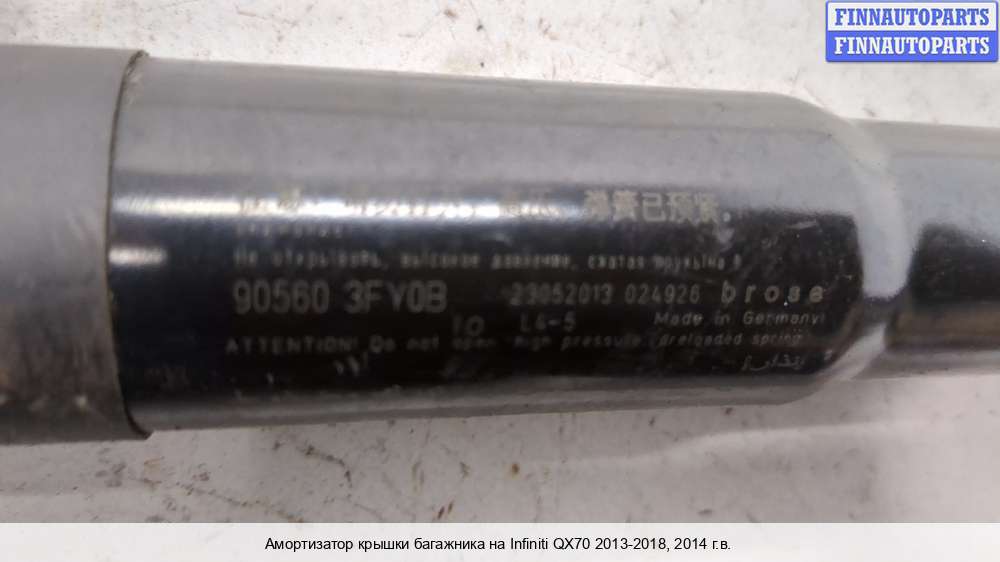 FINNAUTOPARTS
FINNAUTOPARTS
弹簧已预紧.
Не открывать, высокое давление, сжатая пружина
90560 3FY0B 23052013 024926 brose
10 L6-5 Made in Germany
ATTENTION! Do not open, high pressure, preloaded spring
Амортизатор крышки багажника на Infiniti QX70 2013-2018, 2014 г.в.